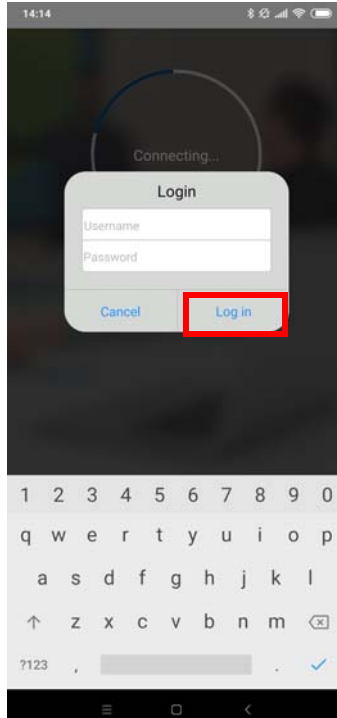 14:14
Connecting...
Login
Username
Password
Cancel Log in
1 2 3 4 5 6 7 8 9 0
q w e r t y u i o p
a s d f g h j k l
z x c v b n m
?123 , .